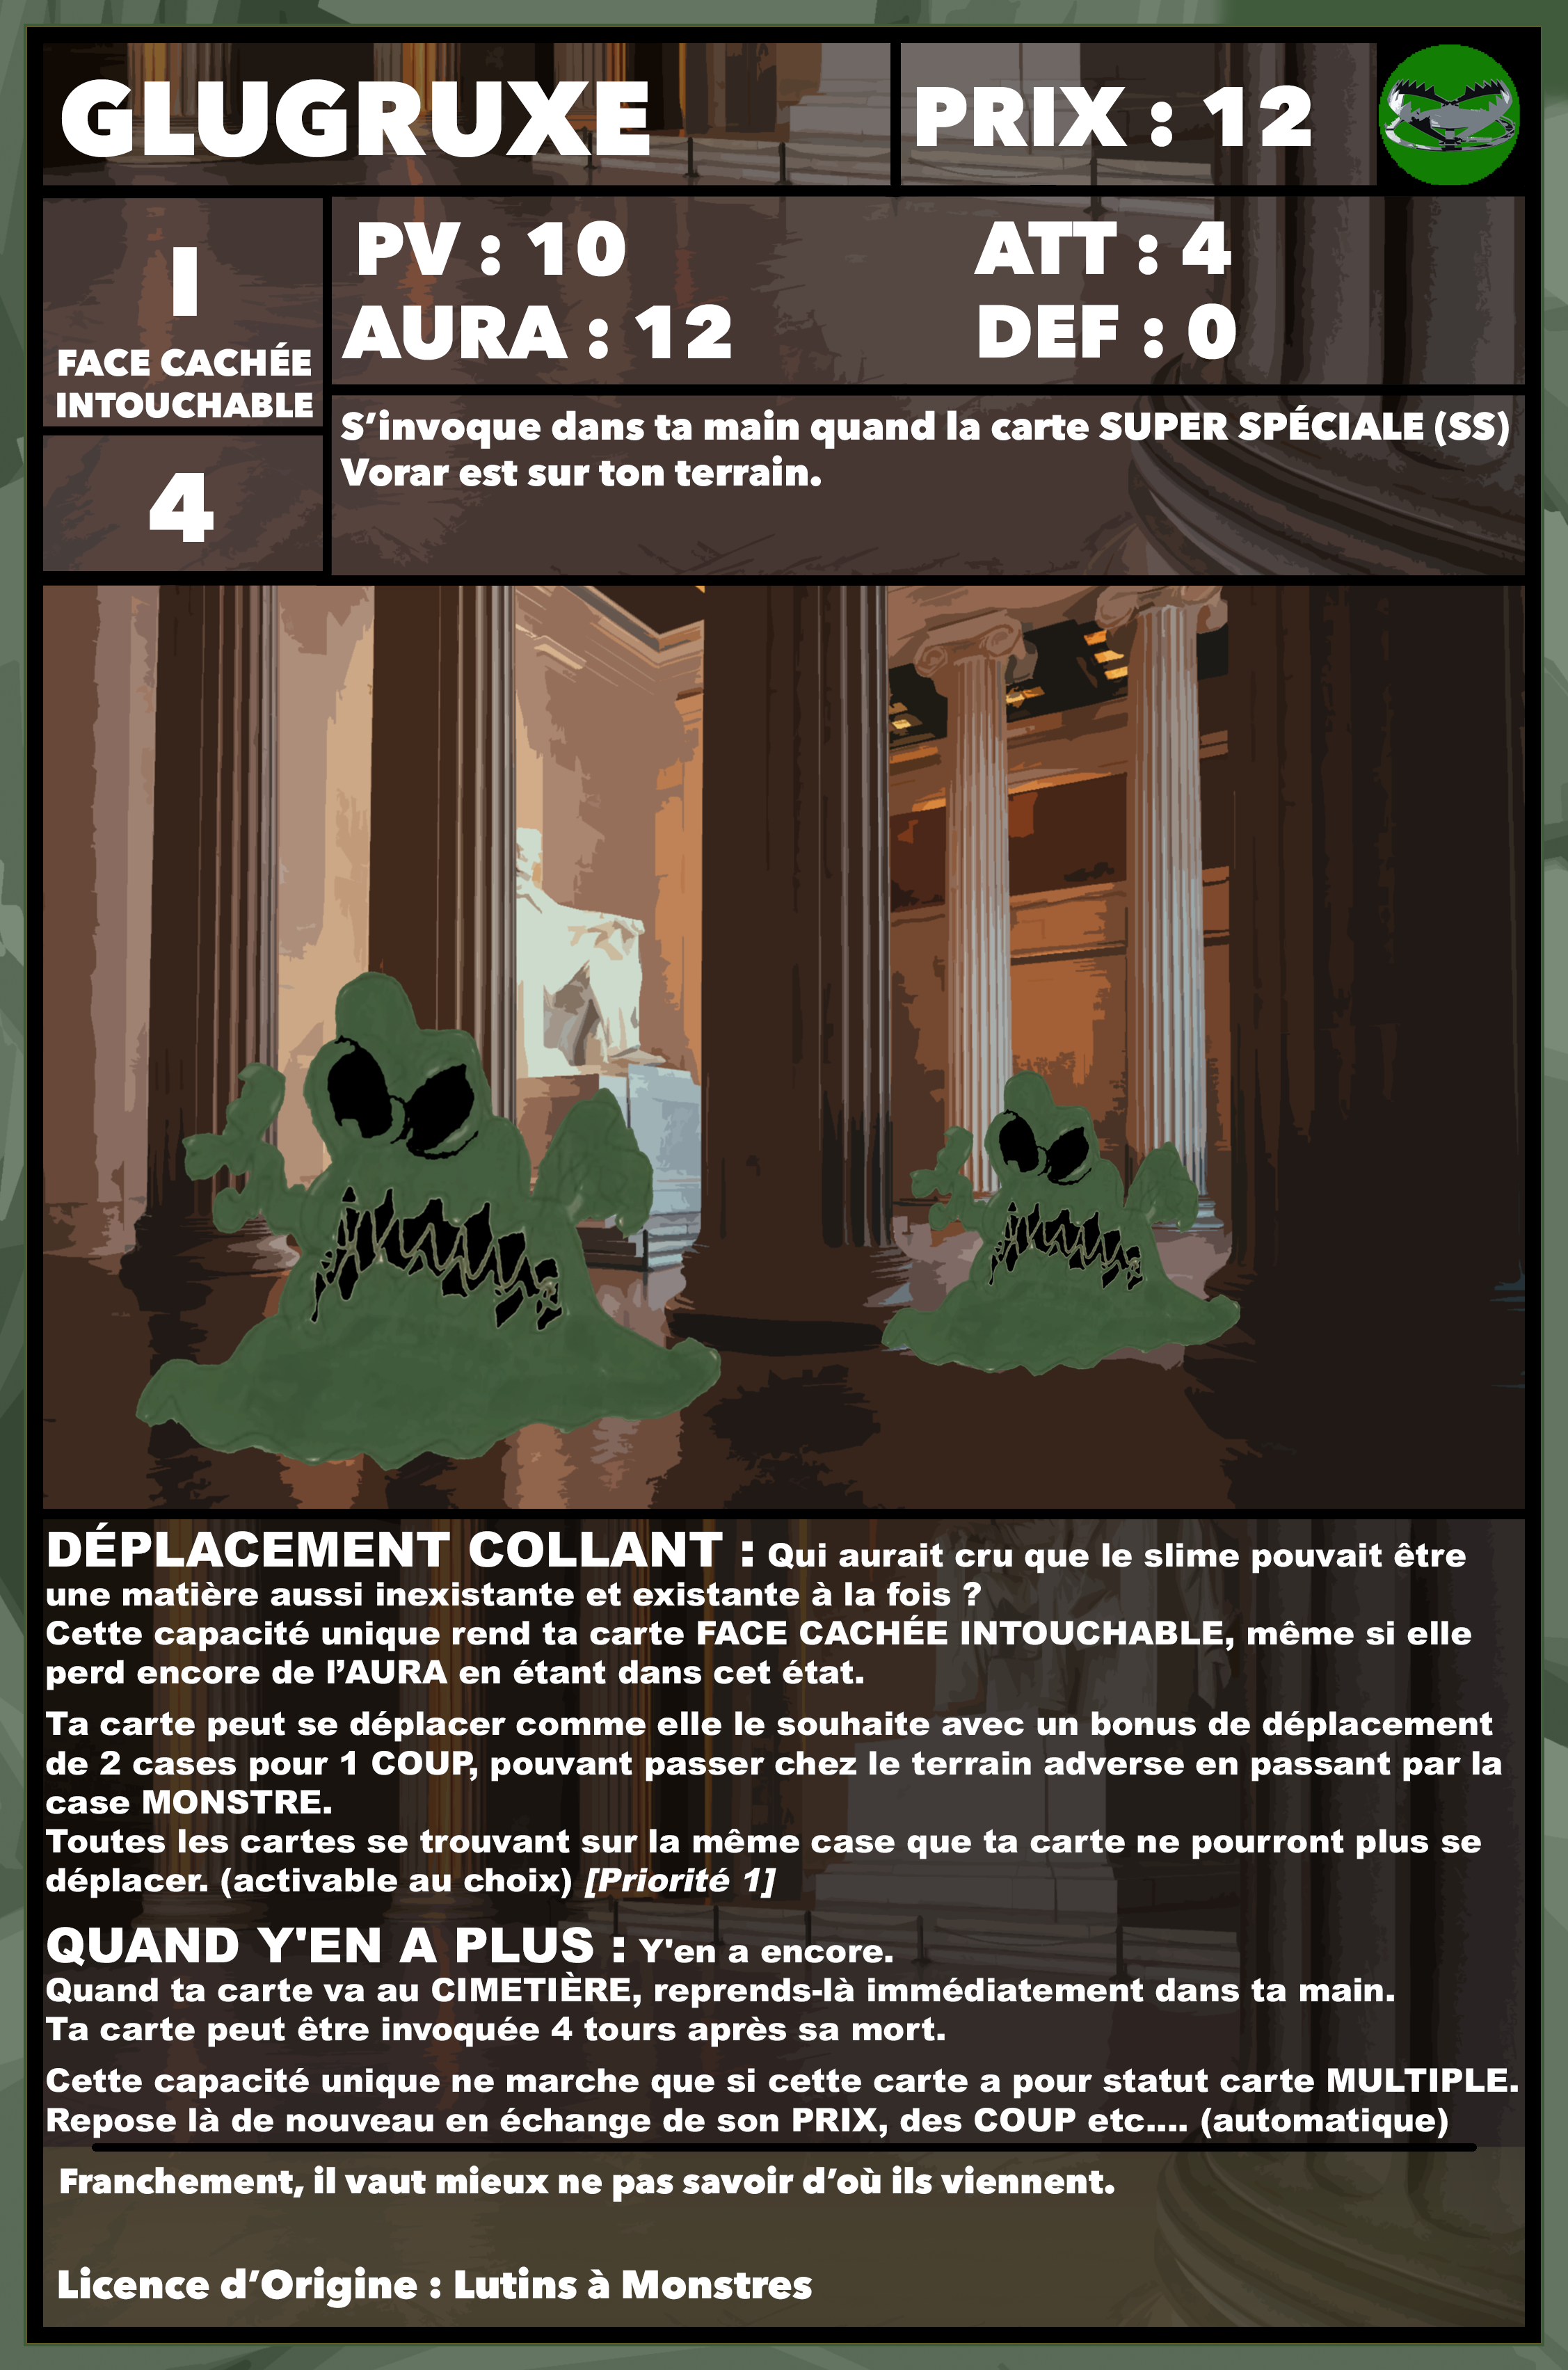 GLUGRUXE
PRIX : 12
I
FACE CACHÉE
INTOUCHABLE
4
PV : 10
ATT : 4
AURA : 12
DEF : 0
S’invoque dans ta main quand la carte SUPER SPÉCIALE (SS)
Vorar est sur ton terrain.
DÉPLACEMENT COLLANT : Qui aurait cru que le slime pouvait être
une matière aussi inexistante et existante à la fois ?
Cette capacité unique rend ta carte FACE CACHÉE INTOUCHABLE, même si elle
perd encore de l’AURA en étant dans cet état.
Ta carte peut se déplacer comme elle le souhaite avec un bonus de déplacement
de 2 cases pour 1 COUP, pouvant passer chez le terrain adverse en passant par la
case MONSTRE.
Toutes les cartes se trouvant sur la même case que ta carte ne pourront plus se
déplacer. (activable au choix) [Priorité 1]
QUAND Y'EN A PLUS : Y'en a encore.
Quand ta carte va au CIMETIÈRE, reprends-là immédiatement dans ta main.
Ta carte peut être invoquée 4 tours après sa mort.
Cette capacité unique ne marche que si cette carte a pour statut carte MULTIPLE.
Repose là de nouveau en échange de son PRIX, des COUP etc.... (automatique)
Franchement, il vaut mieux ne pas savoir d’où ils viennent.
Licence d’Origine : Lutins à Monstres